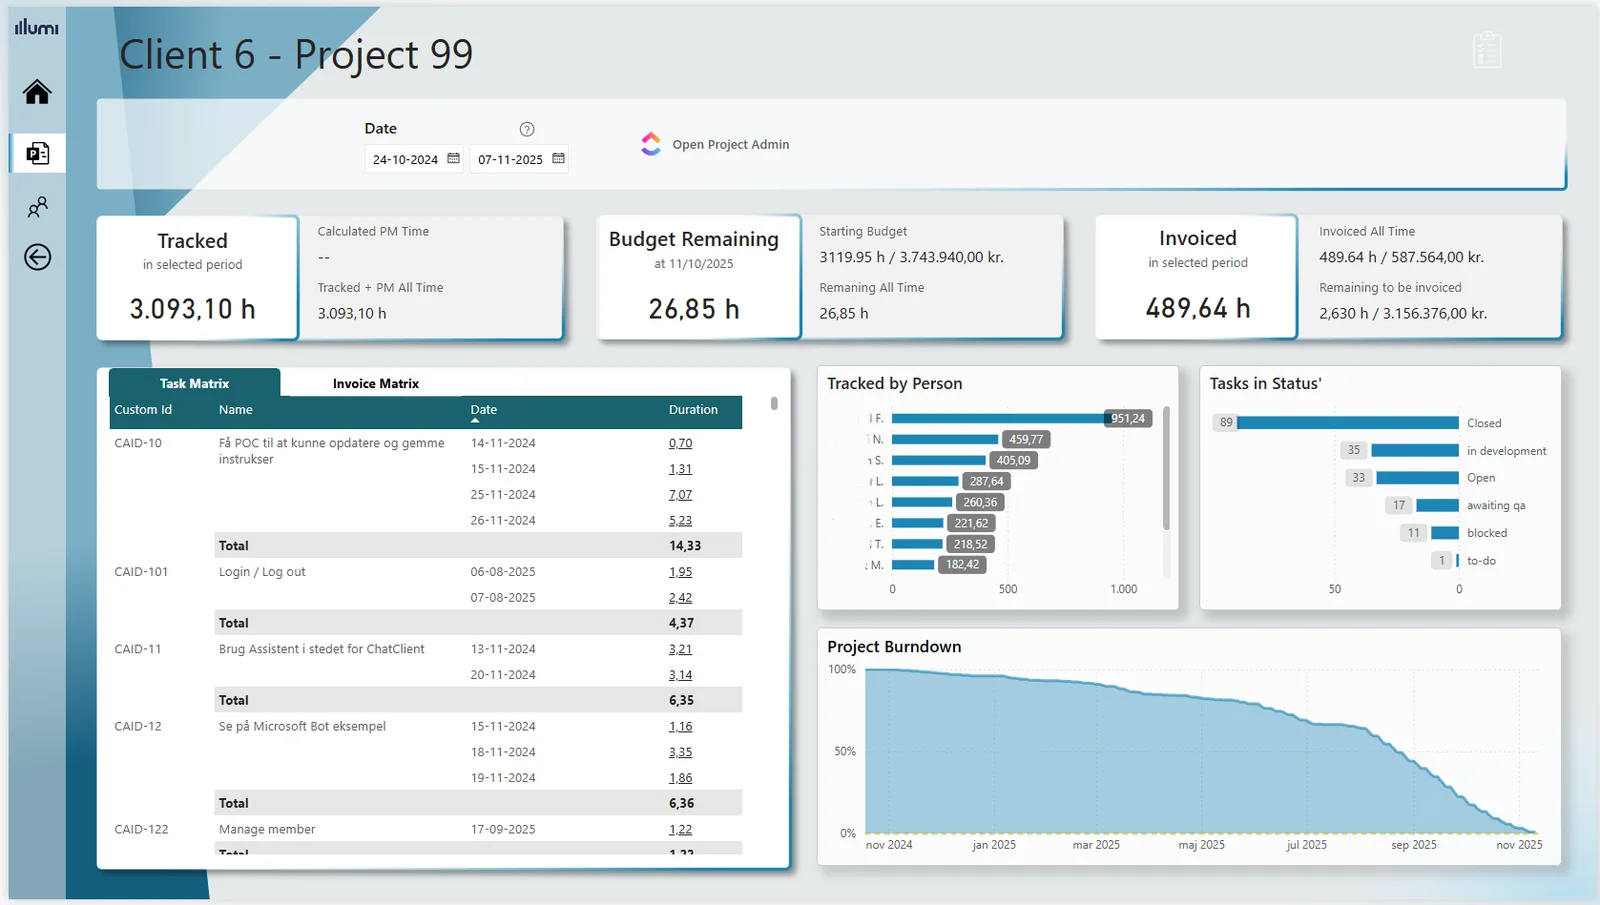 illumi
Client 6 - Project 99
Date
?
24-10-2024
07-11-2025
Open Project Admin
Tracked
in selected period
3.093,10 h
Calculated PM Time
--
Tracked + PM All Time
3.093,10 h
Budget Remaining
at 11/10/2025
26,85 h
Starting Budget
3119.95 h / 3.743.940,00 kr.
Remaning All Time
26,85 h
Invoiced
in selected period
489,64 h
Invoiced All Time
489.64 h / 587.564,00 kr.
Remaining to be invoiced
2,630 h / 3.156.376,00 kr.
Task Matrix Invoice Matrix
Custom Id Name Date Duration
CAID-10 Få POC til at kunne opdatere og gemme 14-11-2024 0,70
instrukser
15-11-2024 1,31
25-11-2024 7,07
26-11-2024 5,23
Total 14,33
CAID-101 Login / Log out 06-08-2025 1,95
07-08-2025 2,42
Total 4,37
CAID-11 Brug Assistent i stedet for ChatClient 13-11-2024 3,21
20-11-2024 3,14
Total 6,35
CAID-12 Se på Microsoft Bot eksempel 15-11-2024 1,16
18-11-2024 3,35
19-11-2024 1,86
Total 6,36
CAID-122 Manage member 17-09-2025 1,22
Total 1,22
Tracked by Person
F. 951,24
N. 459,77
S. 405,09
L. 287,64
L. 260,36
E. 221,62
T. 218,52
M. 182,42
0 500 1.000
Tasks in Status'
89 Closed
35 in development
33 Open
17 awaiting qa
11 blocked
1 to-do
50 0
Project Burndown
100%
50%
0%
nov 2024 jan 2025 mar 2025 maj 2025 jul 2025 sep 2025 nov 2025